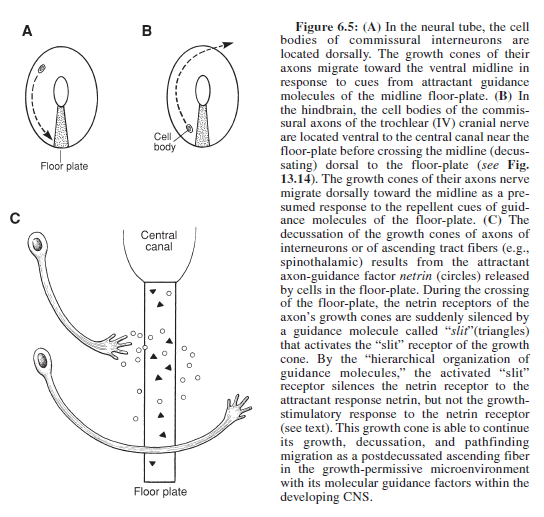 A
B
Cell
body
Floor plate
C
Central
canal
Floor plate
Figure 6.5: (A) In the neural tube, the cell
bodies of commissural interneurons are
located dorsally. The growth cones of their
axons migrate toward the ventral midline in
response to cues from attractant guidance
molecules of the midline floor-plate. (B) In
the hindbrain, the cell bodies of the commis-
sural axons of the trochlear (IV) cranial nerve
are located ventral to the central canal near the
floor-plate before crossing the midline (decus-
sating) dorsal to the floor-plate (see Fig.
13.14). The growth cones of their axons nerve
migrate dorsally toward the midline as a pre-
sumed response to the repellent cues of guid-
ance molecules of the floor-plate. (C) The
decussation of the growth cones of axons of
interneurons or of ascending tract fibers (e.g.,
spinothalamic) results from the attractant
axon-guidance factor netrin (circles) released
by cells in the floor-plate. During the crossing
of the floor-plate, the netrin receptors of the
axon's growth cones are suddenly silenced by
a guidance molecule called "slit"(triangles)
that activates the "slit" receptor of the growth
cone. By the "hierarchical organization of
guidance molecules," the activated "slit"
receptor silences the netrin receptor to the
attractant response netrin, but not the growth-
stimulatory response to the netrin receptor
(see text). This growth cone is able to continue
its growth, decussation, and pathfinding
migration as a postdecussated ascending fiber
in the growth-permissive microenvironment
with its molecular guidance factors within the
developing CNS.